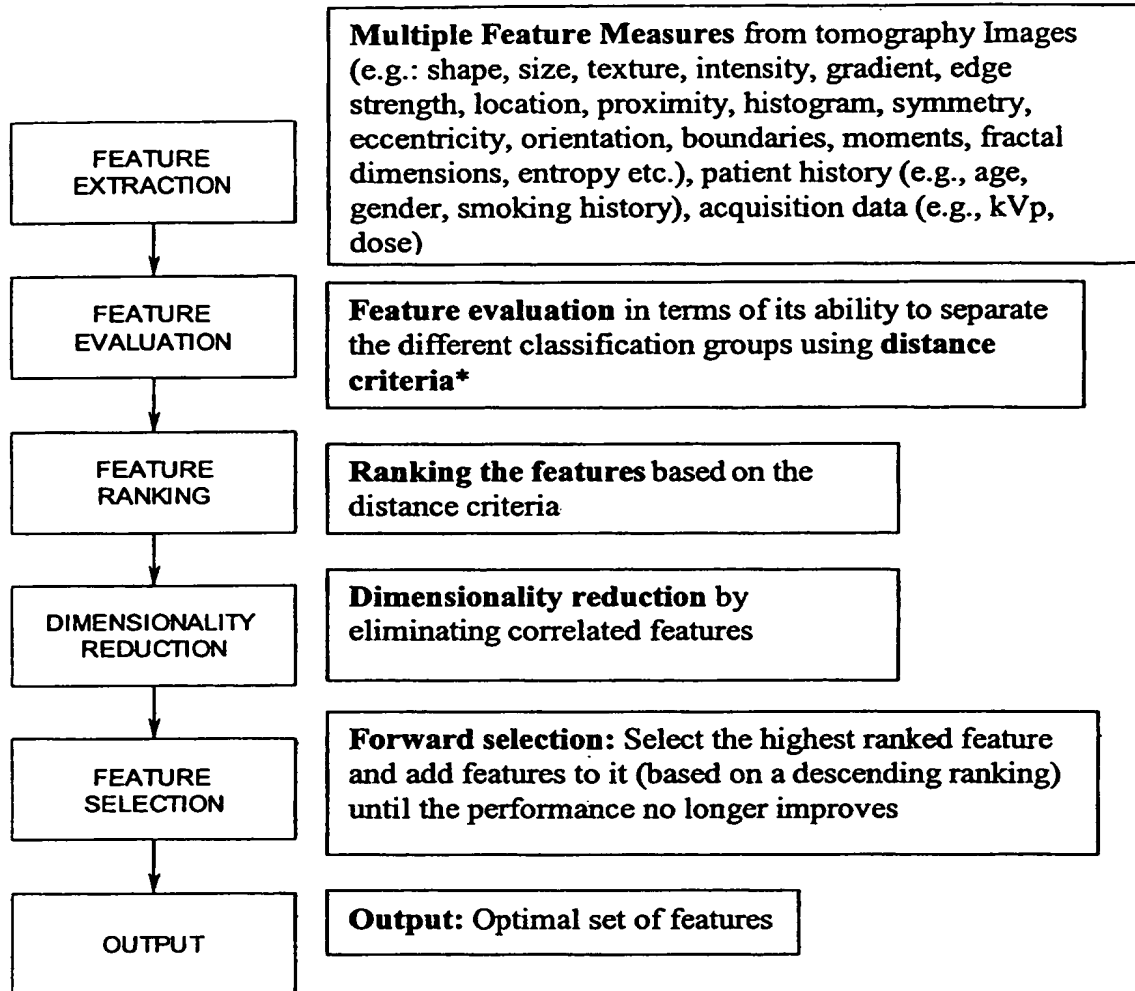 FEATURE
EXTRACTION
Multiple Feature Measures from tomography Images
(e.g.: shape, size, texture, intensity, gradient, edge
strength, location, proximity, histogram, symmetry,
eccentricity, orientation, boundaries, moments, fractal
dimensions, entropy etc.), patient history (e.g., age,
gender, smoking history), acquisition data (e.g., kVp,
dose)
FEATURE
EVALUATION
Feature evaluation in terms of its ability to separate
the different classification groups using distance
criteria*
FEATURE
RANKING
Ranking the features based on the
distance criteria
DIMENSIONALITY
REDUCTION
Dimensionality reduction by
eliminating correlated features
FEATURE
SELECTION
Forward selection: Select the highest ranked feature
and add features to it (based on a descending ranking)
until the performance no longer improves
OUTPUT
Output: Optimal set of features